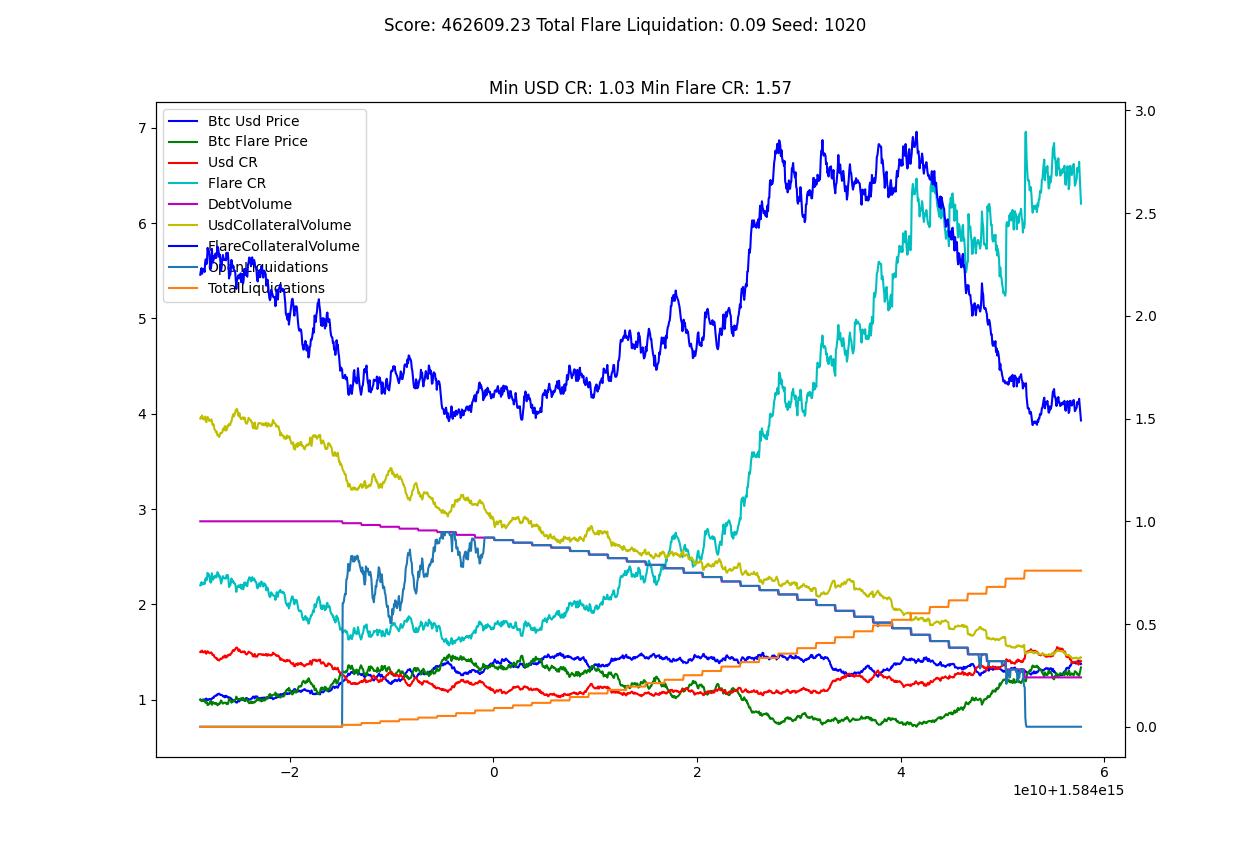 Score: 462609.23 Total Flare Liquidation: 0.09 Seed: 1020
Min USD CR: 1.03 Min Flare CR: 1.57
Btc Usd Price
Btc Flare Price
Usd CR
Flare CR
DebtVolume
UsdCollateralVolume
FlareCollateralVolume
OpenLiquidations
TotalLiquidations
7
6
5
4
3
2
1
3.0
2.5
2.0
1.5
1.0
0.5
0.0
−2
0
2
4
6
1e10+1.584e15